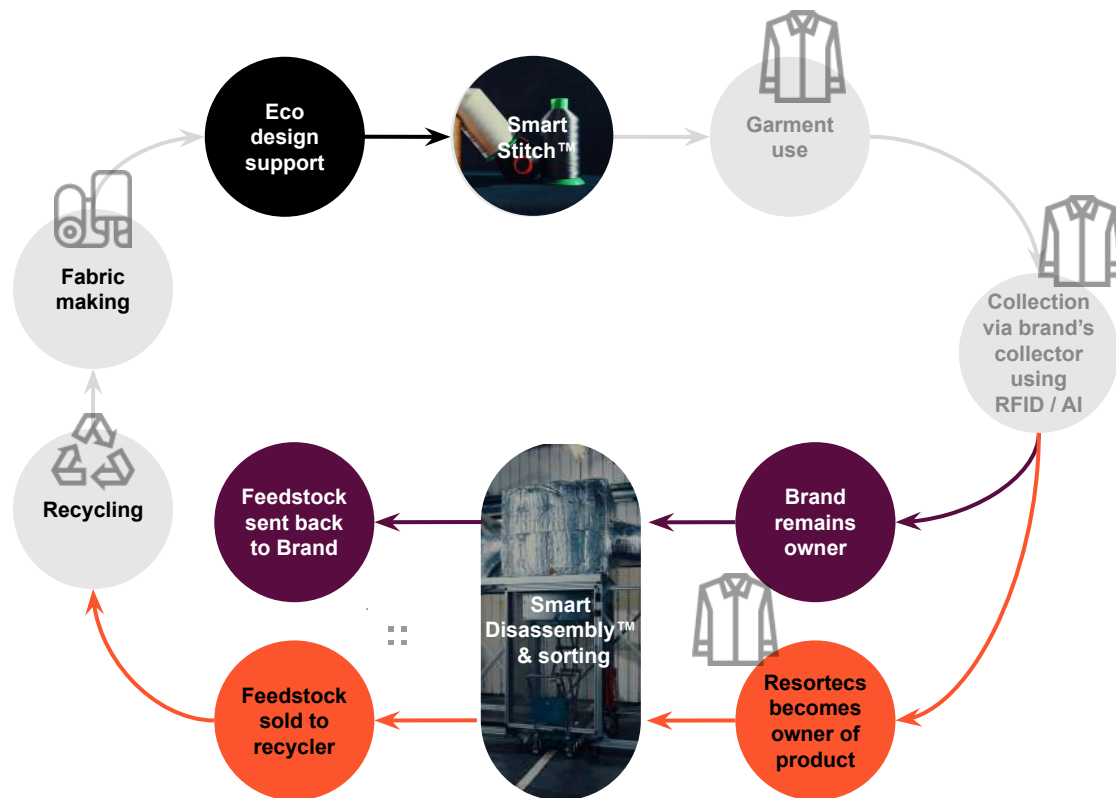 Eco
design
support
Smart
Stitch™
Garment
use
Collection
via brand's
collector
using
RFID / AI
Fabric
making
Recycling
Feedstock
sent back
to Brand
Brand
remains
owner
Smart
Disassembly™
& sorting
Feedstock
sold to
recycler
Resortecs
becomes
owner of
product